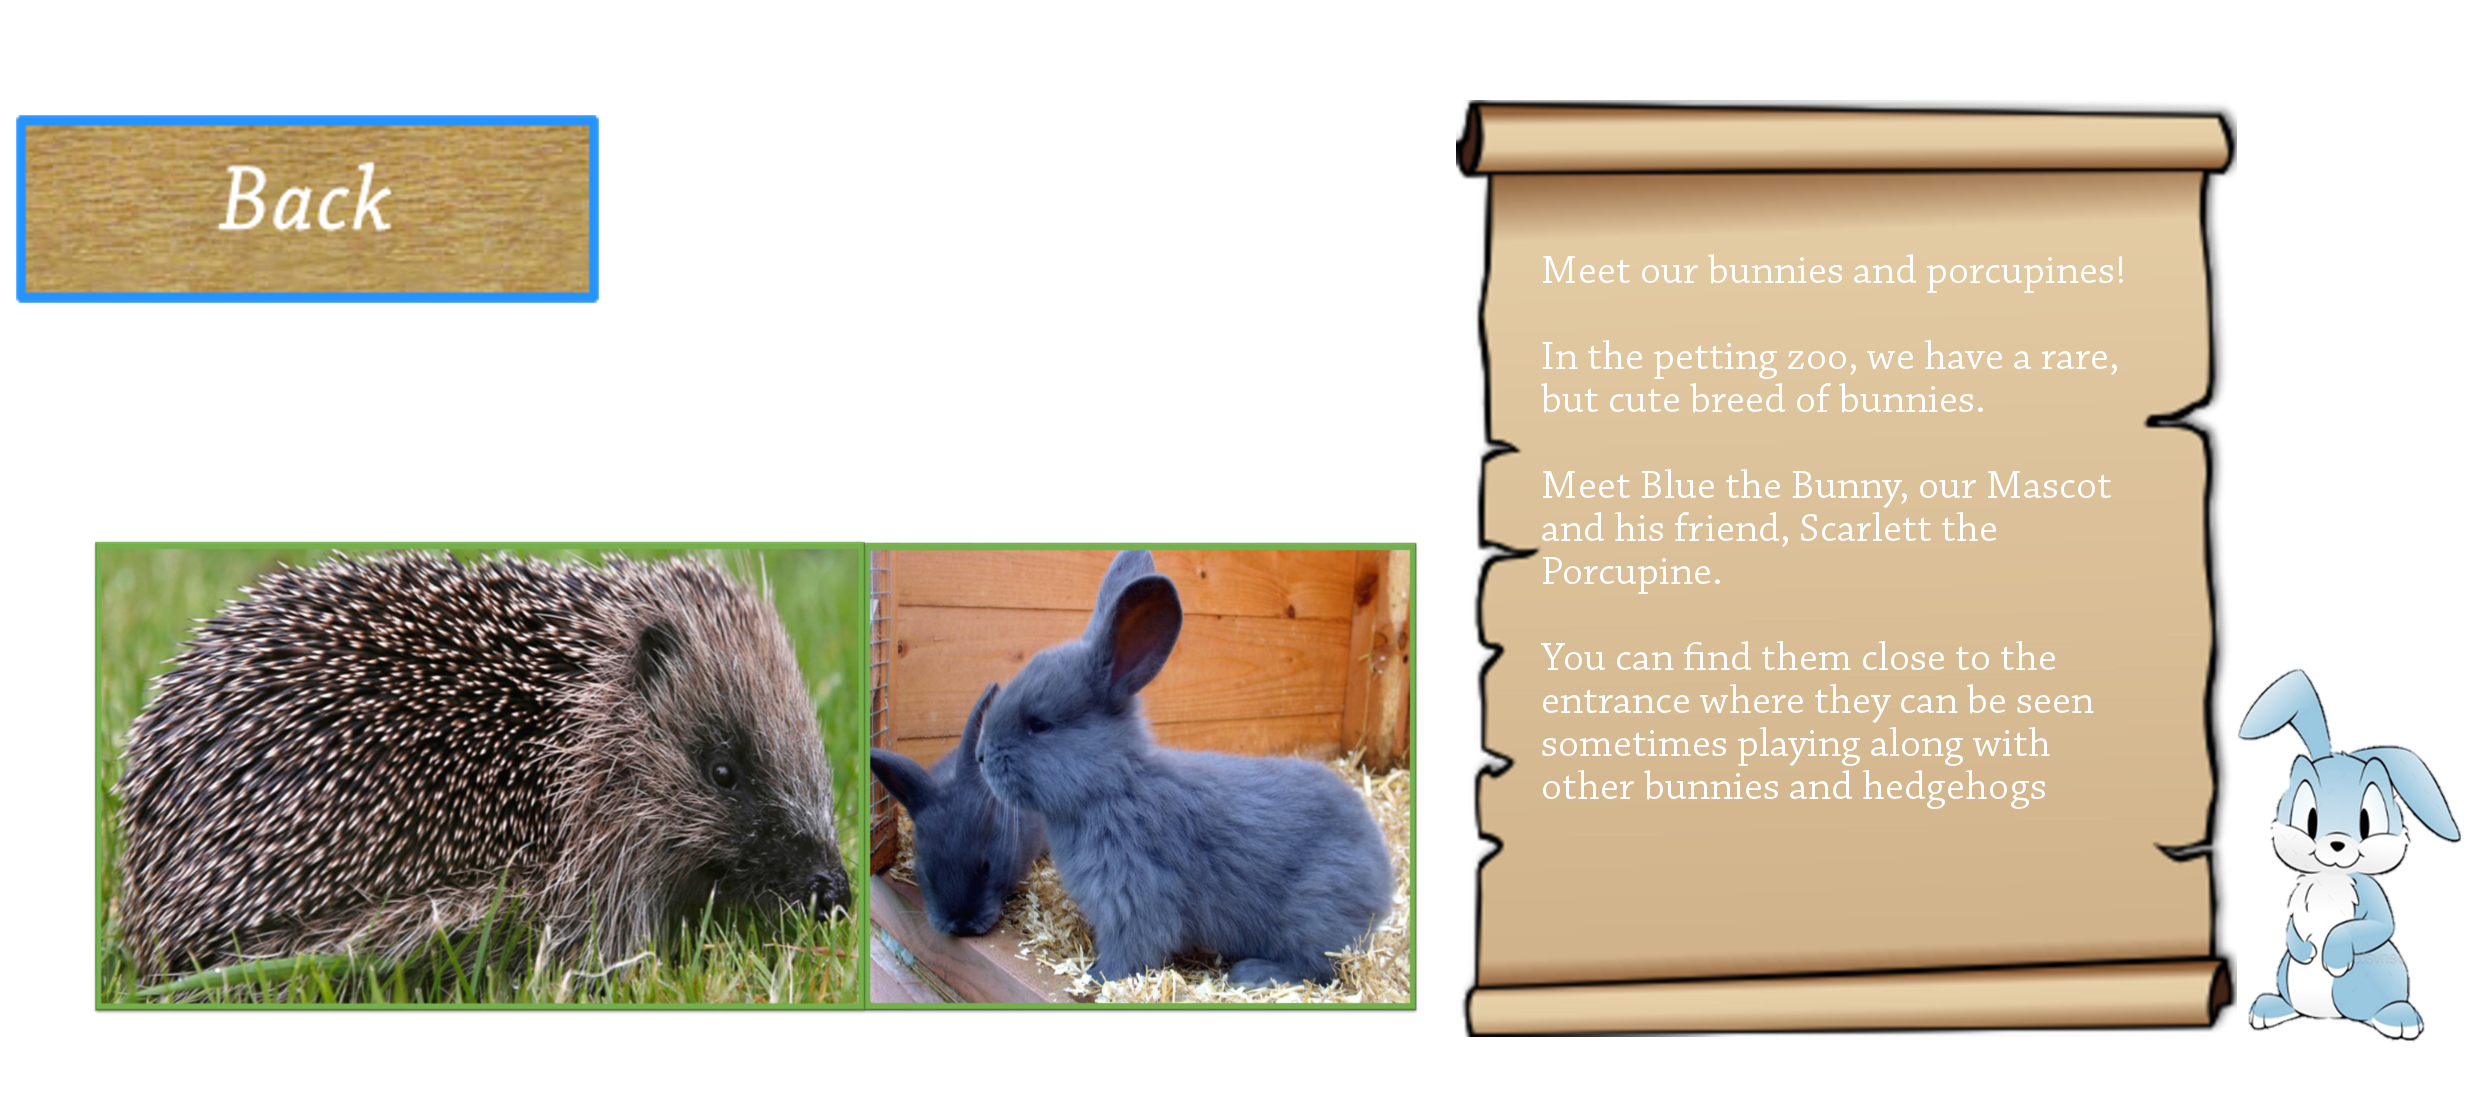 Back
Meet our bunnies and porcupines!
In the petting zoo, we have a rare,
but cute breed of bunnies.
Meet Blue the Bunny, our Mascot
and his friend, Scarlett the
Porcupine.
You can find them close to the
entrance where they can be seen
sometimes playing along with
other bunnies and hedgehogs